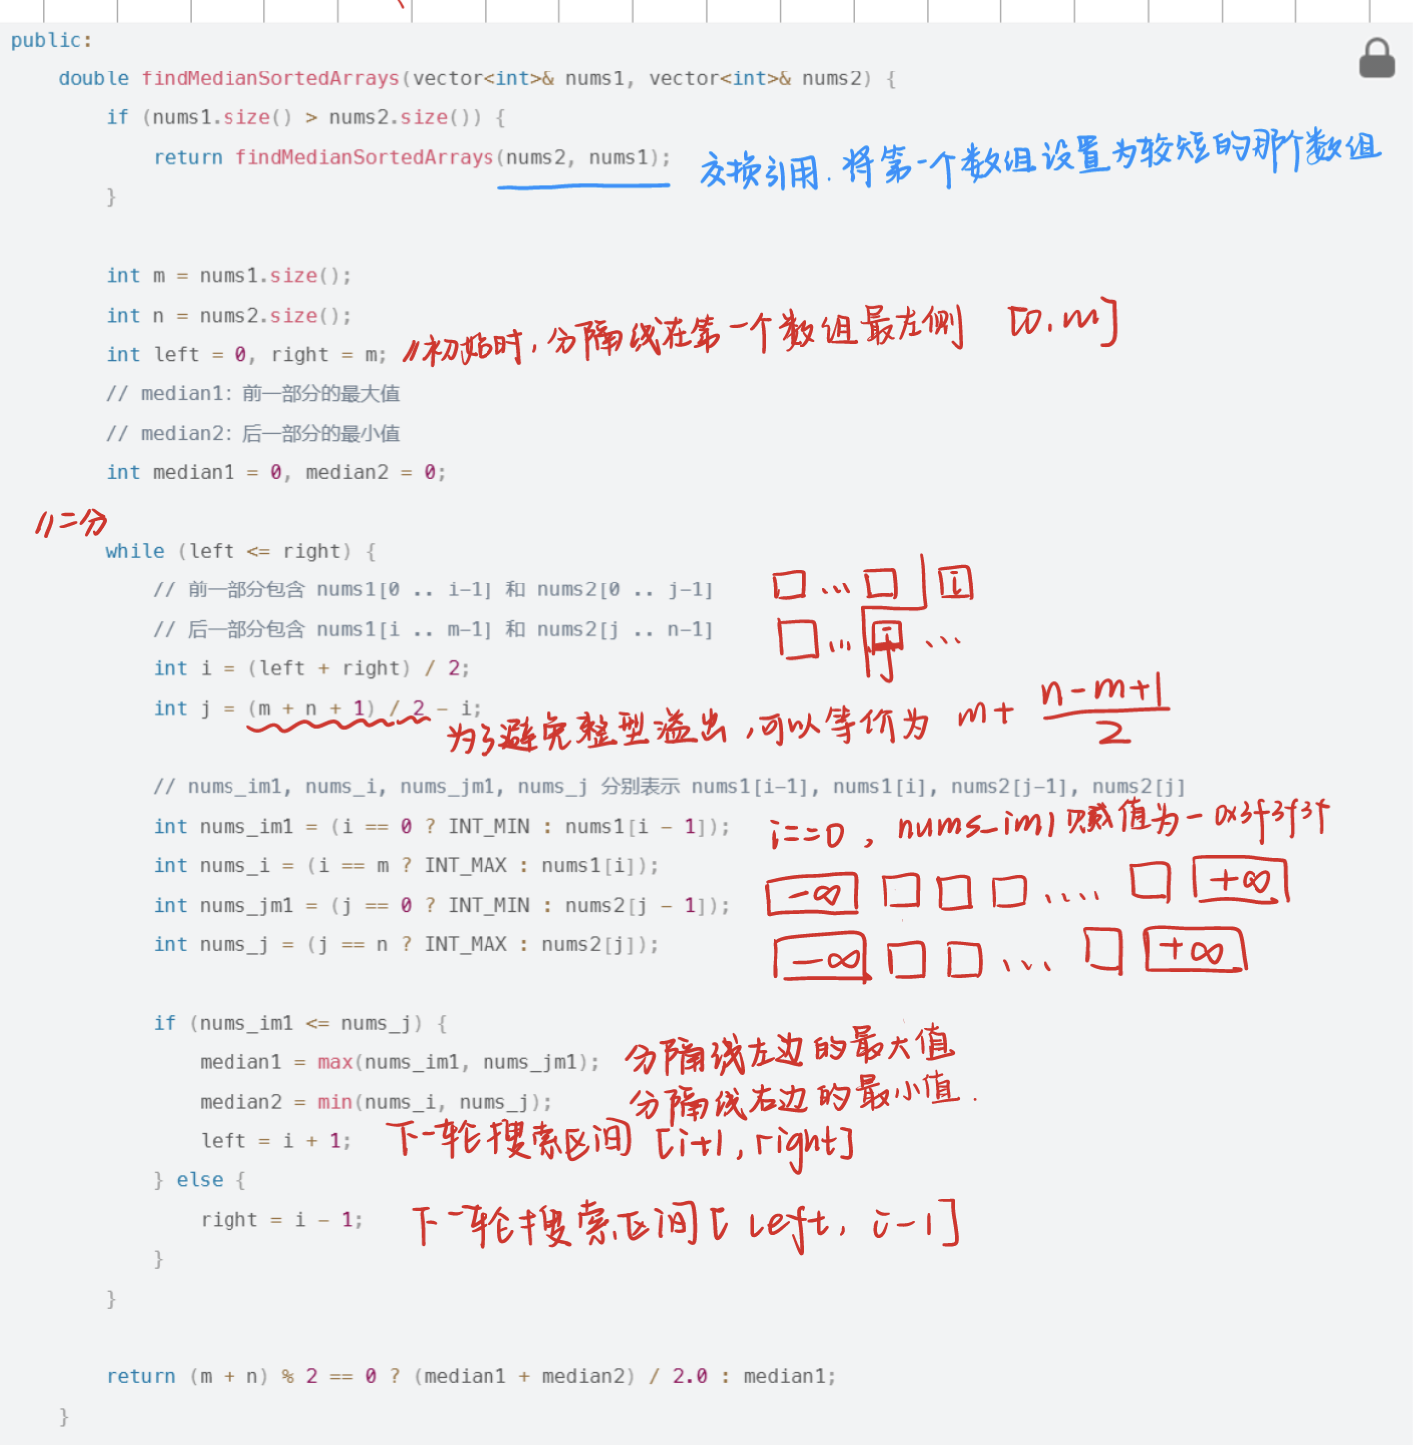 public:
double findMedianSortedArrays(vector<int>& nums1, vector<int>& nums2) {
if (nums1.size() > nums2.size()) {
return findMedianSortedArrays(nums2, nums1); 交换引用.将第一个数组设置为较短的那个数组
}
int m = nums1.size();
int n = nums2.size();
int left = 0, right = m; //初始时,分隔线在第一个数组最左侧 [0,m]
// median1: 前一部分的最大值
// median2: 后一部分的最小值
int median1 = 0, median2 = 0;
//二分
while (left <= right) {
// 前一部分包含 nums1[0 .. i-1] 和 nums2[0 .. j-1] ... i
// 后一部分包含 nums1[i .. m-1] 和 nums2[j .. n-1] ... j ...
int i = (left + right) / 2;
int j = (m + n + 1) / 2 - i; 为了避免整型溢出,可以等价为 m+ n-m+1
2
// nums_im1, nums_i, nums_jm1, nums_j 分别表示 nums1[i-1], nums1[i], nums2[j-1], nums2[j]
int nums_im1 = (i == 0 ? INT_MIN : nums1[i - 1]); i==0, nums_im1赋值为-0x3f3f3f
int nums_i = (i == m ? INT_MAX : nums1[i]); -∞ .... +∞
int nums_jm1 = (j == 0 ? INT_MIN : nums2[j - 1]);
int nums_j = (j == n ? INT_MAX : nums2[j]); -∞ ... +∞
if (nums_im1 <= nums_j) {
median1 = max(nums_im1, nums_jm1); 分隔线左边的最大值
median2 = min(nums_i, nums_j); 分隔线右边的最小值.
left = i + 1; 下一轮搜索区间 [i+1,right]
} else {
right = i - 1; 下一轮搜索区间[left, i-1]
}
}
return (m + n) % 2 == 0 ? (median1 + median2) / 2.0 : median1;
}